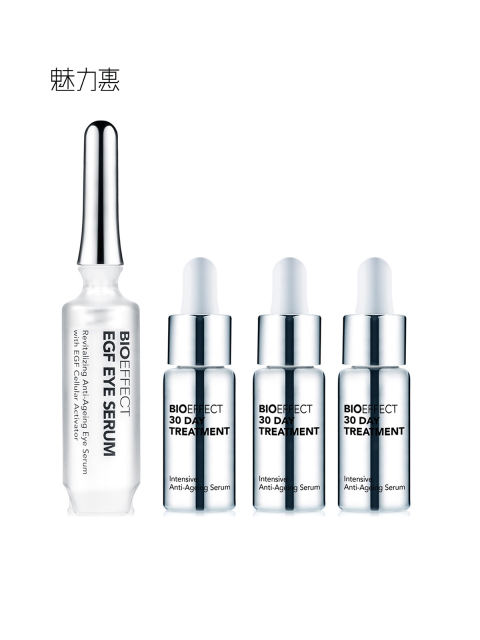 魅力惠
BIOEFFECT
EGF EYE SERUM
Revitalizing Anti-Ageing Eye Serum
with EGF Cellular Activator
BIOEFFECT
30 DAY
TREATMENT
Intensive
Anti-Ageing Serum
BIOEFFECT
30 DAY
TREATMENT
Intensive
Anti-Ageing Serum
BIOEFFECT
30 DAY
TREATMENT
Intensive
Anti-Ageing Serum